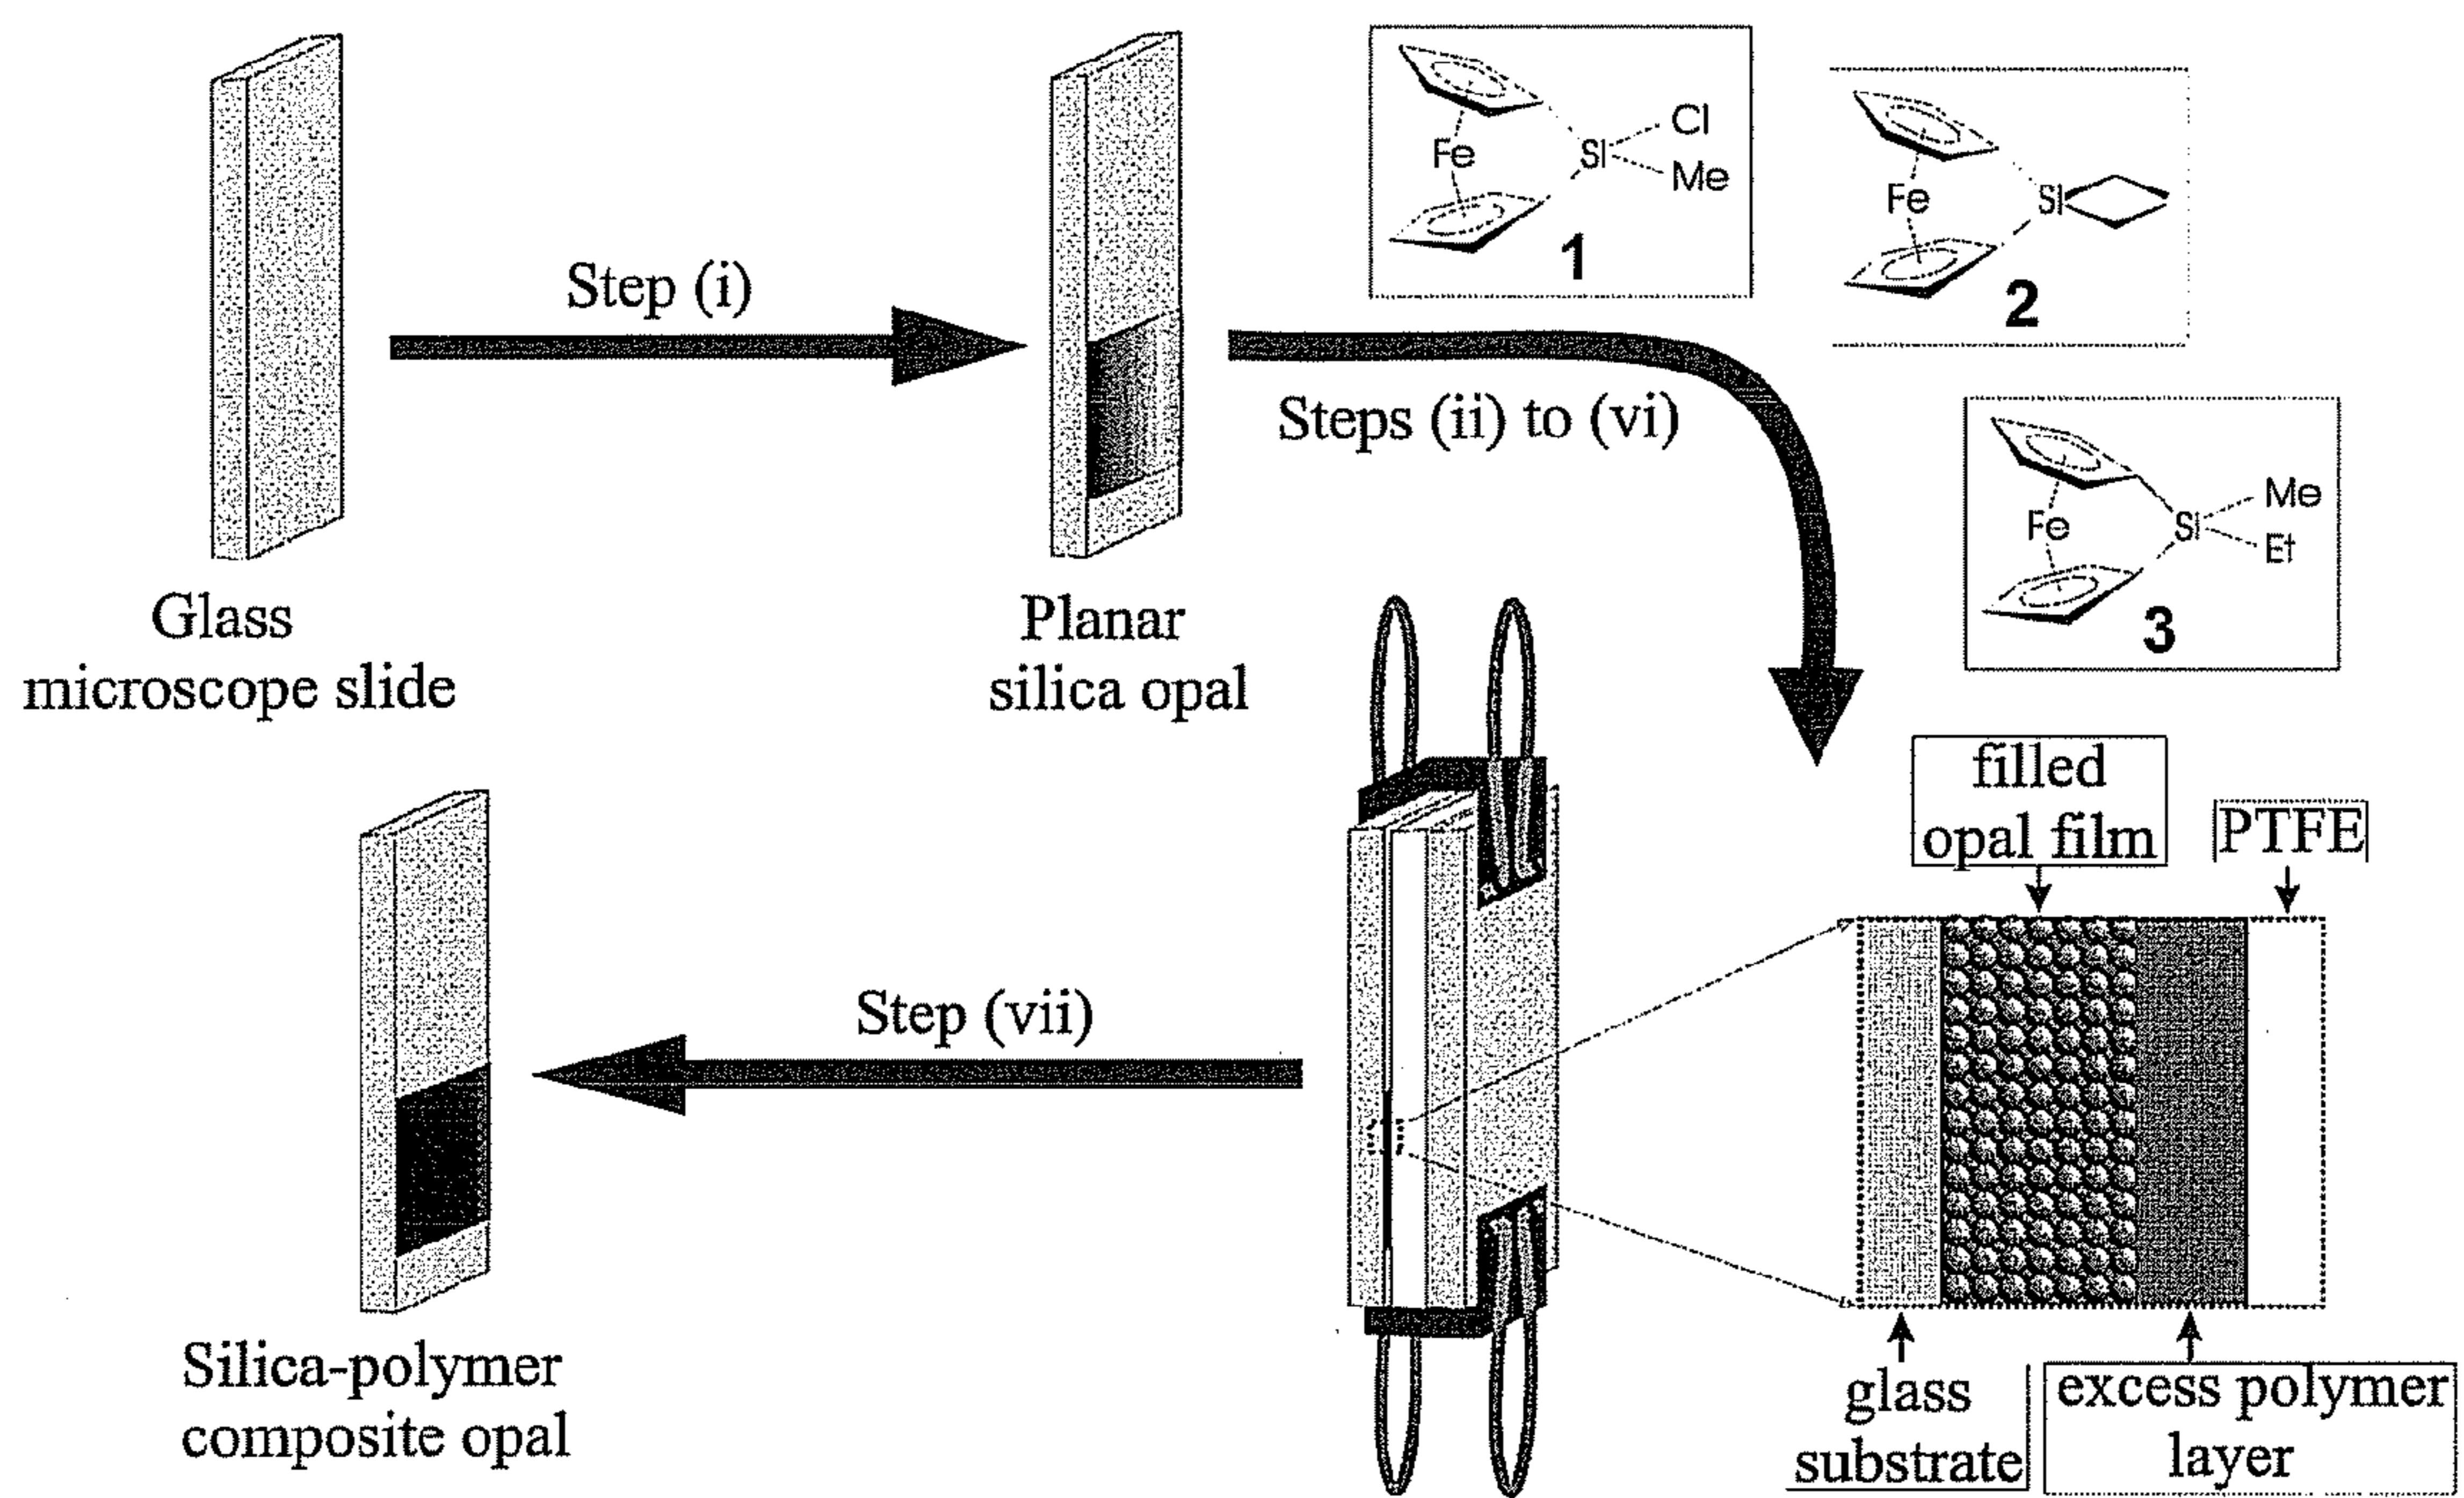 Step (i)
Glass
microscope slide
Planar
silica opal
Fe
Si
Cl
Me
1
Fe
Si
2
Steps (ii) to (vi)
Fe
Si
Me
Et
3
filled
opal film
PTFE
Step (vii)
Silica-polymer
composite opal
glass
substrate
excess polymer
layer